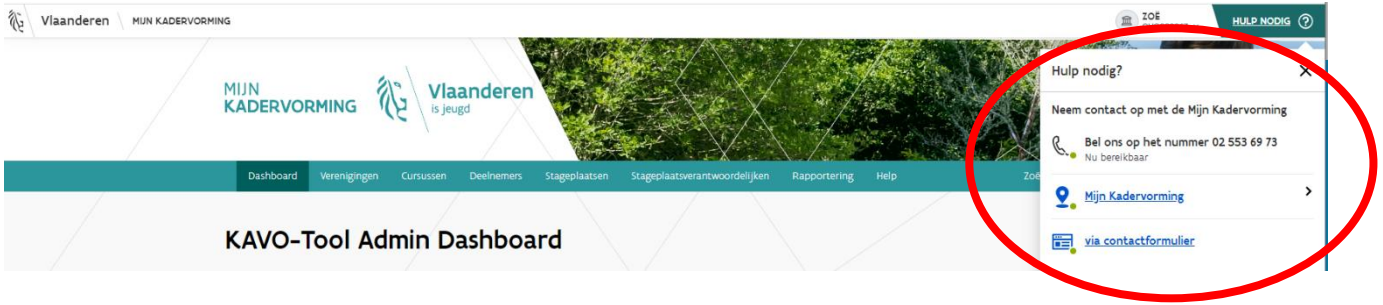 Vlaanderen
MIJN KADERVORMING
ZOË
HULP NODIG
MIJN
KADERVORMING
Vlaanderen
is jeugd
Hulp nodig?
Neem contact op met de Mijn Kadervorming
Bel ons op het nummer 02 553 69 73
Nu bereikbaar
Mijn Kadervorming
via contactformulier
Dashboard Verenigingen Cursussen Deelnemers Stageplaatsen Stageplaatsverantwoordelijken Rapportering Help Zoë
KAVO-Tool Admin Dashboard